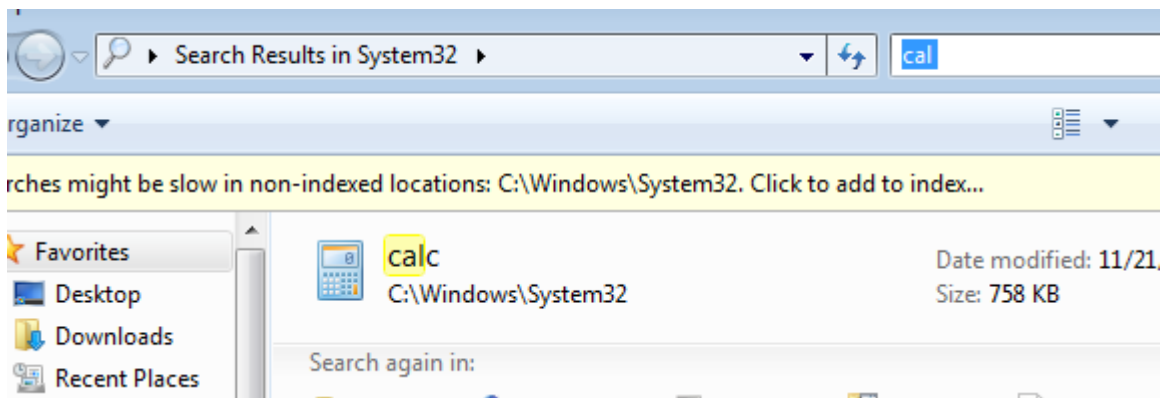 Search Results in System32
cal
rganize
rches might be slow in non-indexed locations: C:\Windows\System32. Click to add to index...
Favorites
Desktop
Downloads
Recent Places
calc
C:\Windows\System32
Date modified: 11/21,
Size: 758 KB
Search again in: